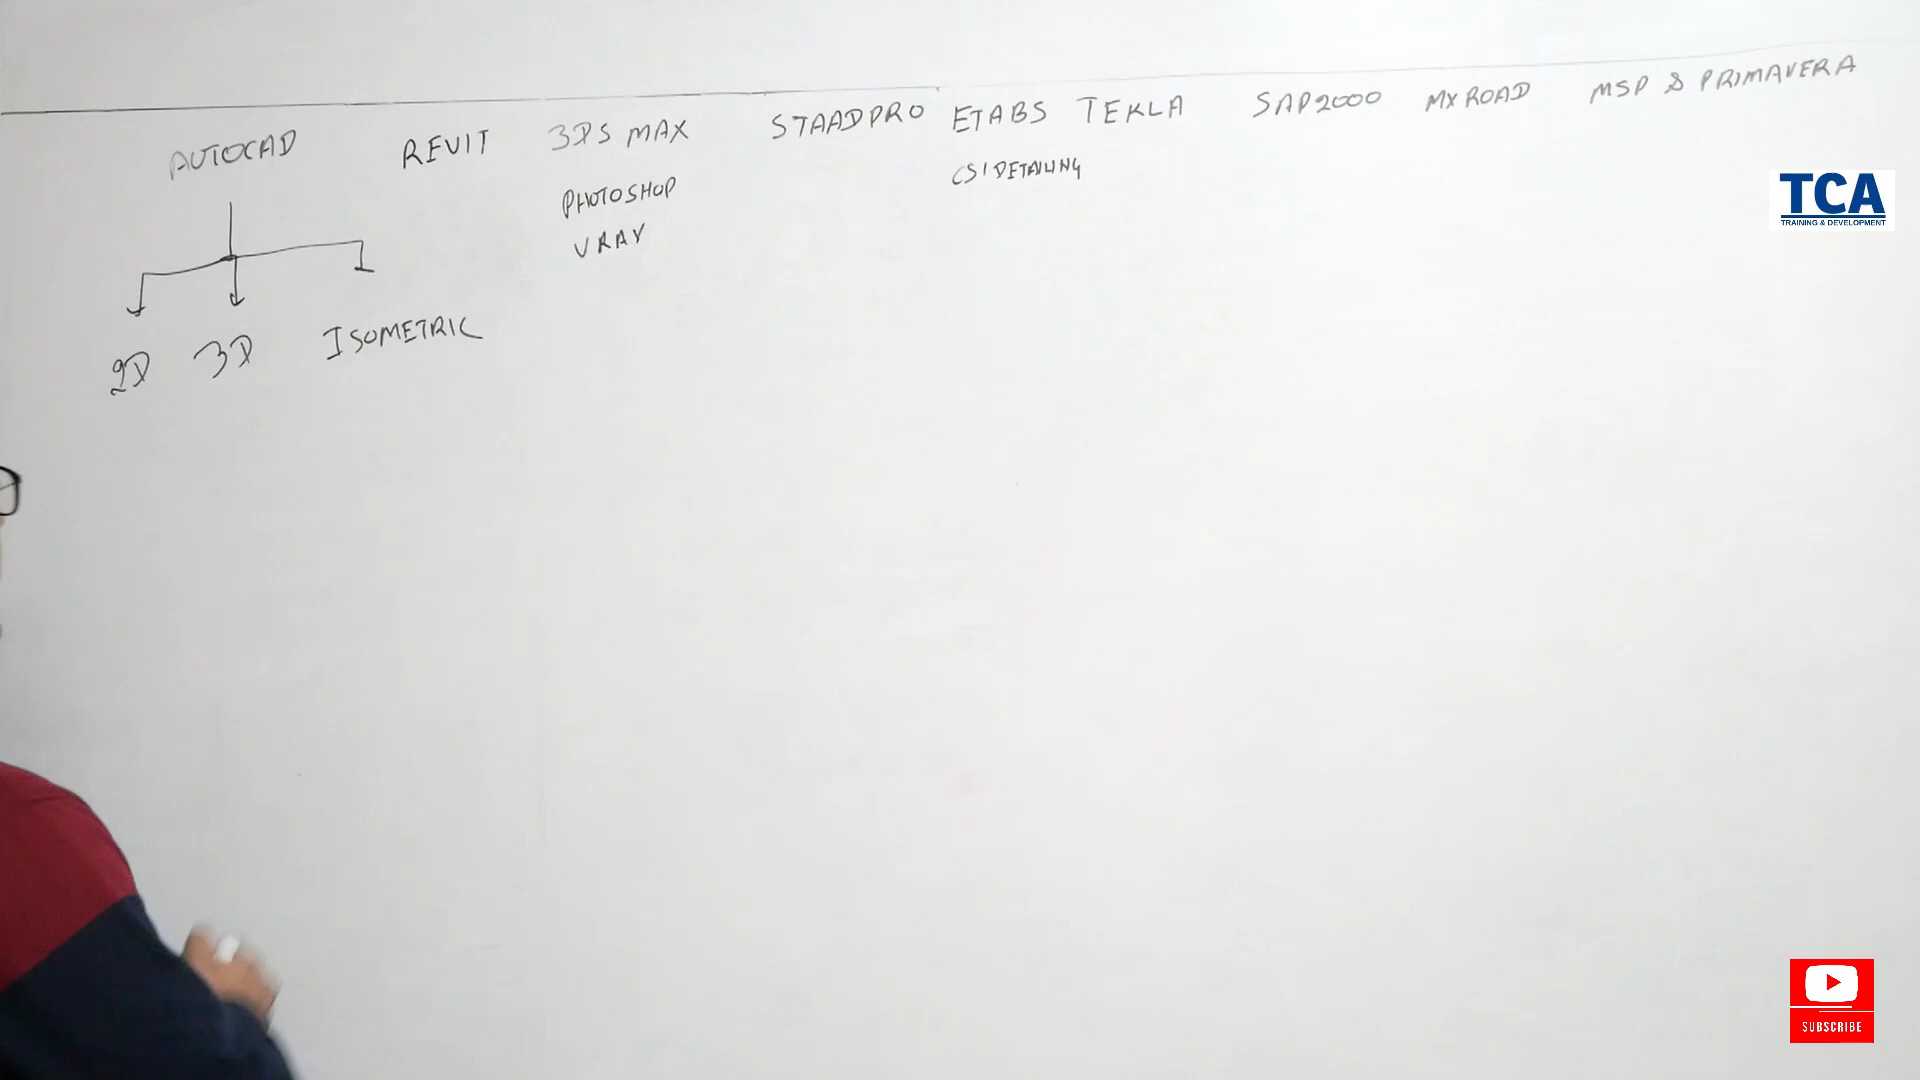 AUTOCAD REVIT 3DS MAX STAADPRO ETABS TEKLA SAP2000 MX ROAD MSP & PRIMAVERA
PHOTOSHOP CSI DETAILING
VRAY
2D 3D ISOMETRIC
TCA
TRAINING & DEVELOPMENT
SUBSCRIBE